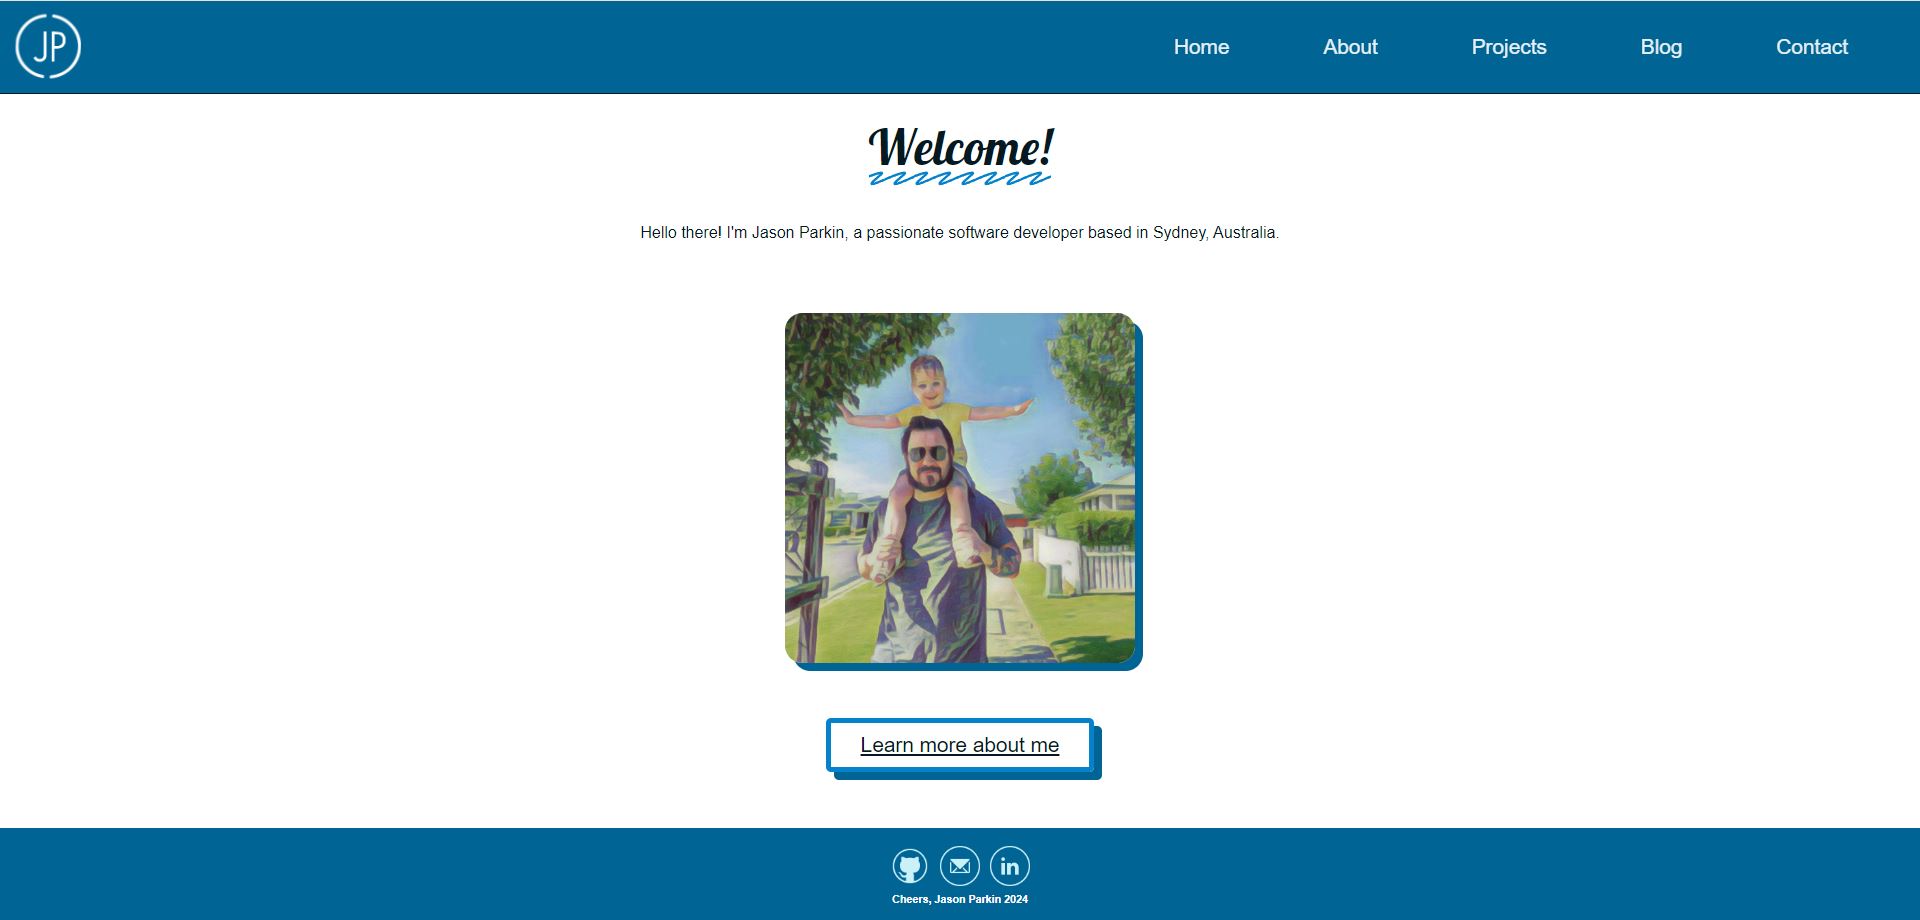 JP
Home About Projects Blog Contact
Welcome!
Hello there! I'm Jason Parkin, a passionate software developer based in Sydney, Australia.
Learn more about me
in
Cheers, Jason Parkin 2024